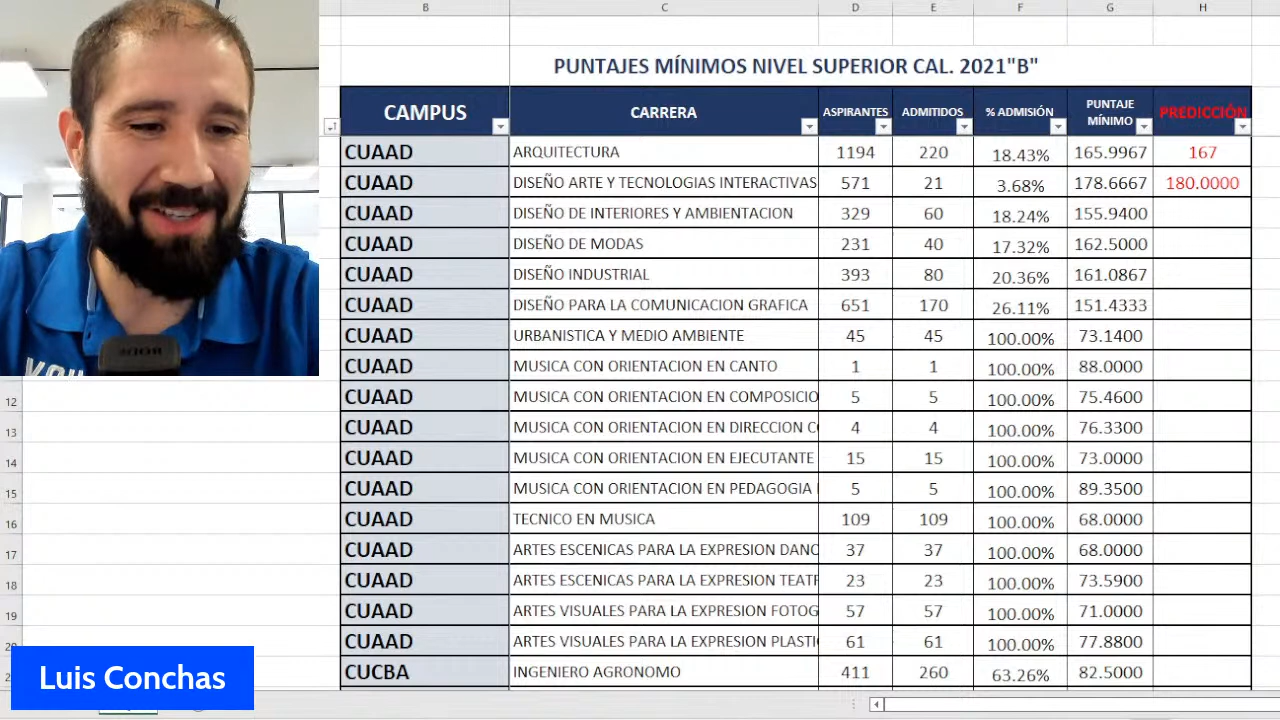 B C D E F G H
PUNTAJES MÍNIMOS NIVEL SUPERIOR CAL. 2021"B"
CAMPUS CARRERA ASPIRANTES ADMITIDOS % ADMISIÓN PUNTAJE MÍNIMO PREDICCIÓN
CUAAD ARQUITECTURA 1194 220 18.43% 165.9967 167
CUAAD DISEÑO ARTE Y TECNOLOGIAS INTERACTIVAS 571 21 3.68% 178.6667 180.0000
CUAAD DISEÑO DE INTERIORES Y AMBIENTACION 329 60 18.24% 155.9400
CUAAD DISEÑO DE MODAS 231 40 17.32% 162.5000
CUAAD DISEÑO INDUSTRIAL 393 80 20.36% 161.0867
CUAAD DISEÑO PARA LA COMUNICACION GRAFICA 651 170 26.11% 151.4333
CUAAD URBANISTICA Y MEDIO AMBIENTE 45 45 100.00% 73.1400
CUAAD MUSICA CON ORIENTACION EN CANTO 1 1 100.00% 88.0000
12 CUAAD MUSICA CON ORIENTACION EN COMPOSICIO 5 5 100.00% 75.4600
13 CUAAD MUSICA CON ORIENTACION EN DIRECCION C 4 4 100.00% 76.3300
14 CUAAD MUSICA CON ORIENTACION EN EJECUTANTE 15 15 100.00% 73.0000
15 CUAAD MUSICA CON ORIENTACION EN PEDAGOGIA 5 5 100.00% 89.3500
16 CUAAD TECNICO EN MUSICA 109 109 100.00% 68.0000
17 CUAAD ARTES ESCENICAS PARA LA EXPRESION DANC 37 37 100.00% 68.0000
18 CUAAD ARTES ESCENICAS PARA LA EXPRESION TEATR 23 23 100.00% 73.5900
19 CUAAD ARTES VISUALES PARA LA EXPRESION FOTOG 57 57 100.00% 71.0000
20 CUAAD ARTES VISUALES PARA LA EXPRESION PLASTI 61 61 100.00% 77.8800
CUCBA INGENIERO AGRONOMO 411 260 63.26% 82.5000
Luis Conchas